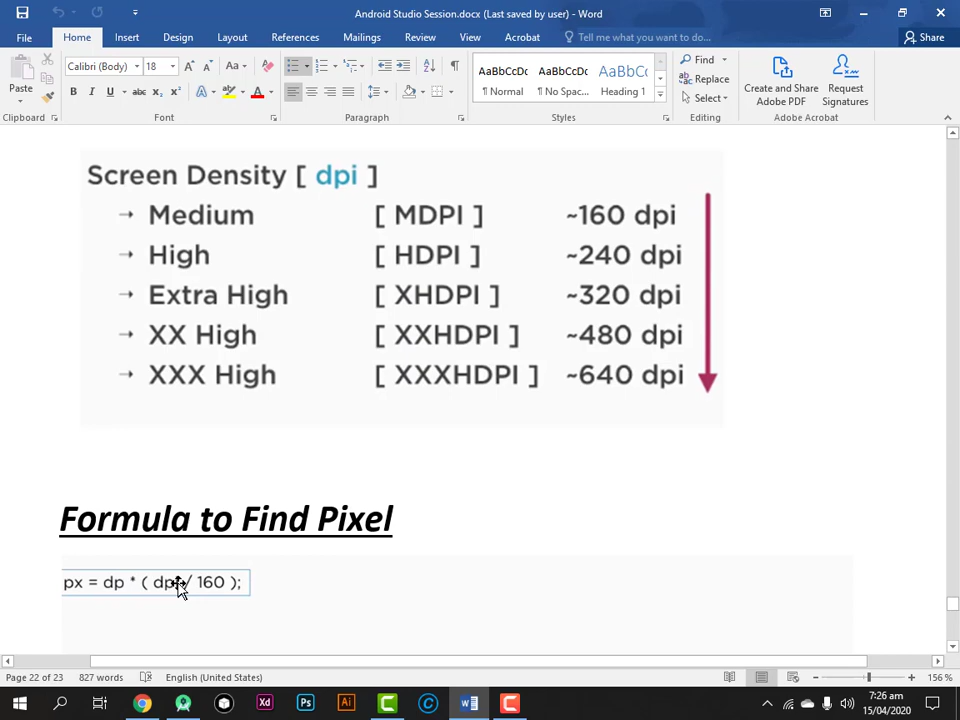 Android Studio Session.docx (Last saved by user) - Word
File Home Insert Design Layout References Mailings Review View Acrobat Tell me what you want to do... Share
Paste
Calibri (Body) 18
AaBbCcDc AaBbCcDc AaBbCc
¶ Normal ¶ No Spac... Heading 1
Find
Replace
Select
Create and Share Adobe PDF
Request Signatures
Clipboard Font Paragraph Styles Editing Adobe Acrobat
Screen Density [ dpi ]
→ Medium [ MDPI ] ~160 dpi
→ High [ HDPI ] ~240 dpi
→ Extra High [ XHDPI ] ~320 dpi
→ XX High [ XXHDPI ] ~480 dpi
→ XXX High [ XXXHDPI ] ~640 dpi
Formula to Find Pixel
px = dp * ( dpi / 160 );
Page 22 of 23 827 words English (United States) 156 %
7:26 am
15/04/2020